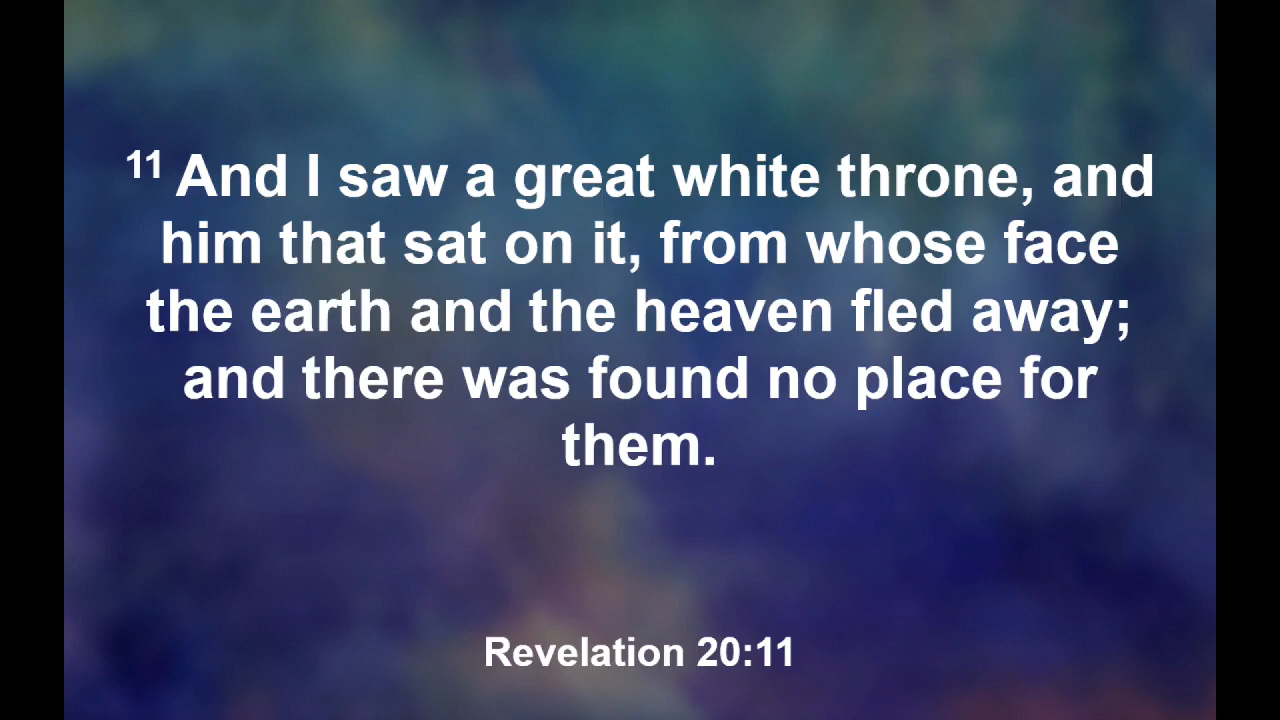 11 And I saw a great white throne, and
him that sat on it, from whose face
the earth and the heaven fled away;
and there was found no place for
them.
Revelation 20:11